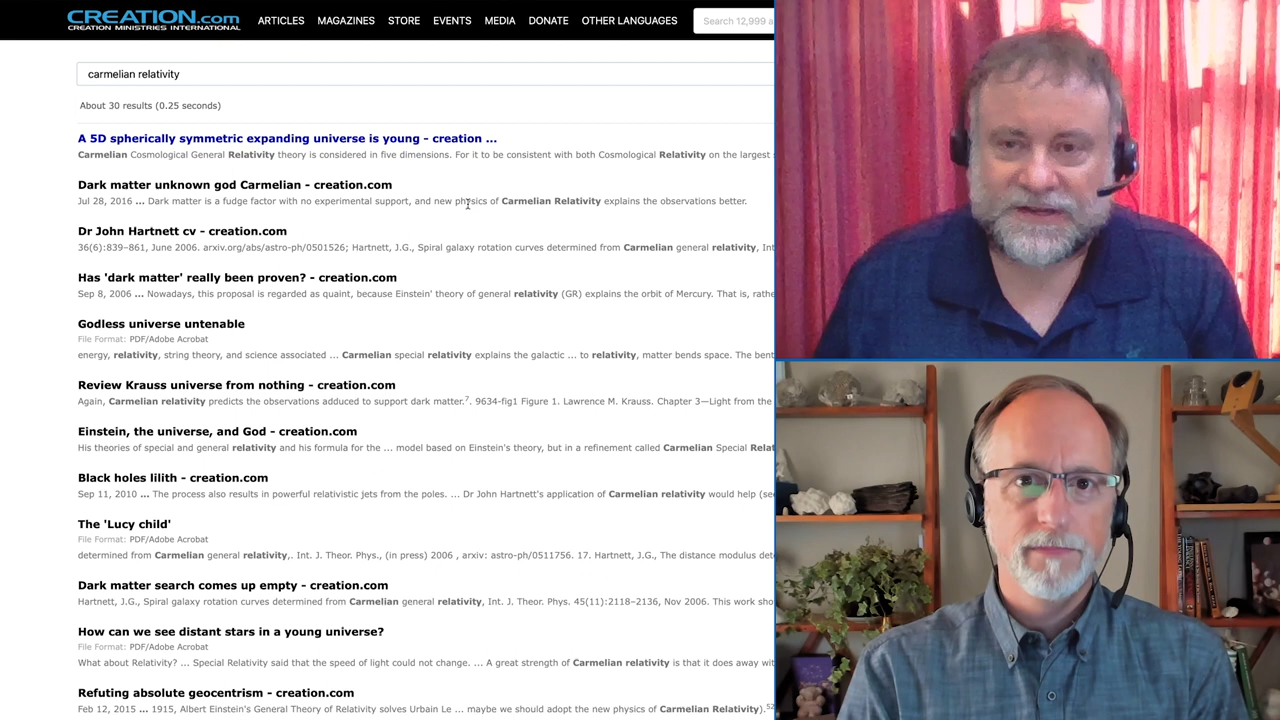 CREATION.com
CREATION MINISTRIES INTERNATIONAL
ARTICLES MAGAZINES STORE EVENTS MEDIA DONATE OTHER LANGUAGES
Search 12,999 a
carmelian relativity
About 30 results (0.25 seconds)
A 5D spherically symmetric expanding universe is young - creation ...
Carmelian Cosmological General Relativity theory is considered in five dimensions. For it to be consistent with both Cosmological Relativity on the largest s
Dark matter unknown god Carmelian - creation.com
Jul 28, 2016 ... Dark matter is a fudge factor with no experimental support, and new physics of Carmelian Relativity explains the observations better.
Dr John Hartnett cv - creation.com
36(6):839–861, June 2006. arxiv.org/abs/astro-ph/0501526; Hartnett, J.G., Spiral galaxy rotation curves determined from Carmelian general relativity, Int
Has 'dark matter' really been proven? - creation.com
Sep 8, 2006 ... Nowadays, this proposal is regarded as quaint, because Einstein' theory of general relativity (GR) explains the orbit of Mercury. That is, rathe
Godless universe untenable
File Format: PDF/Adobe Acrobat
energy, relativity, string theory, and science associated ... Carmelian special relativity explains the galactic ... to relativity, matter bends space. The bent
Review Krauss universe from nothing - creation.com
Again, Carmelian relativity predicts the observations adduced to support dark matter.7. 9634-fig1 Figure 1. Lawrence M. Krauss. Chapter 3—Light from the
Einstein, the universe, and God - creation.com
His theories of special and general relativity and his formula for the ... model based on Einstein's theory, but in a refinement called Carmelian Special Relat
Black holes lilith - creation.com
Sep 11, 2010 ... The process also results in powerful relativistic jets from the poles. ... Dr John Hartnett's application of Carmelian relativity would help (see
The 'Lucy child'
File Format: PDF/Adobe Acrobat
determined from Carmelian general relativity,. Int. J. Theor. Phys., (in press) 2006 , arxiv: astro-ph/0511756. 17. Hartnett, J.G., The distance modulus dete
Dark matter search comes up empty - creation.com
Hartnett, J.G., Spiral galaxy rotation curves determined from Carmelian general relativity, Int. J. Theor. Phys. 45(11):2118–2136, Nov 2006. This work sho
How can we see distant stars in a young universe?
File Format: PDF/Adobe Acrobat
What about Relativity? ... Special Relativity said that the speed of light could not change. ... A great strength of Carmelian relativity is that it does away wit
Refuting absolute geocentrism - creation.com
Feb 12, 2015 ... 1915, Albert Einstein's General Theory of Relativity solves Urbain Le ... maybe we should adopt the new physics of Carmelian Relativity).52